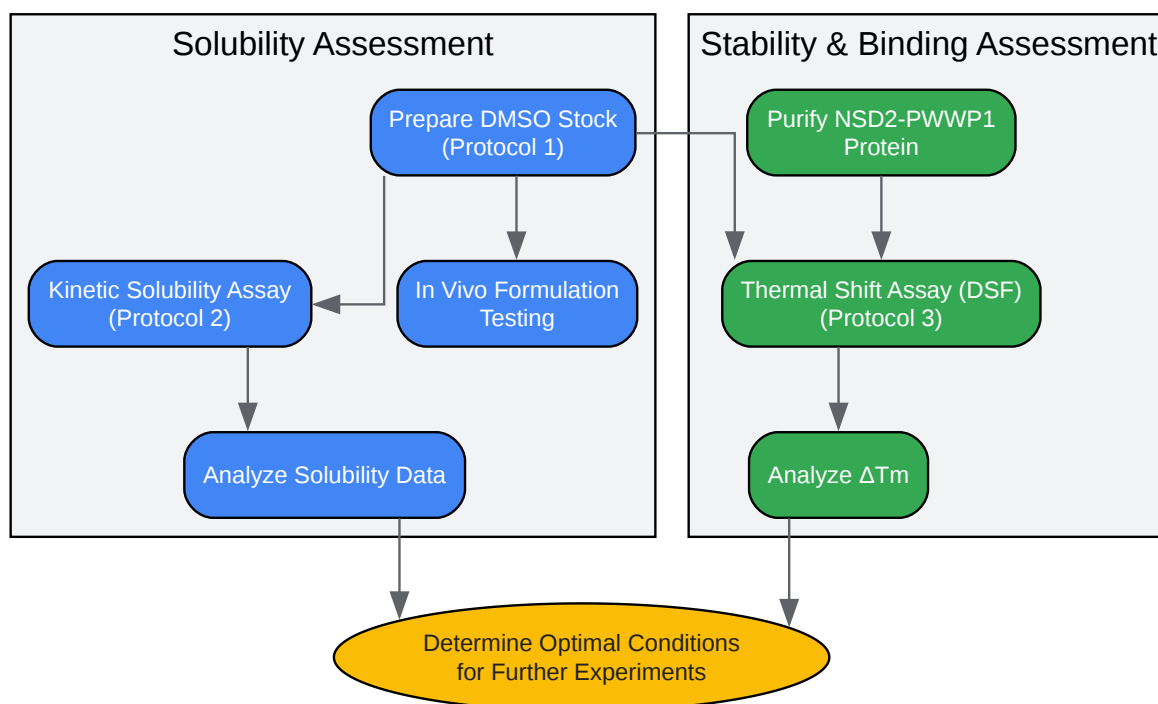 Solubility Assessment
Stability & Binding Assessment
Prepare DMSO Stock
(Protocol 1)
Purify NSD2-PWWP1
Protein
Kinetic Solubility Assay
(Protocol 2)
In Vivo Formulation
Testing
Thermal Shift Assay (DSF)
(Protocol 3)
Analyze Solubility Data
Analyze ΔTm
Determine Optimal Conditions
for Further Experiments